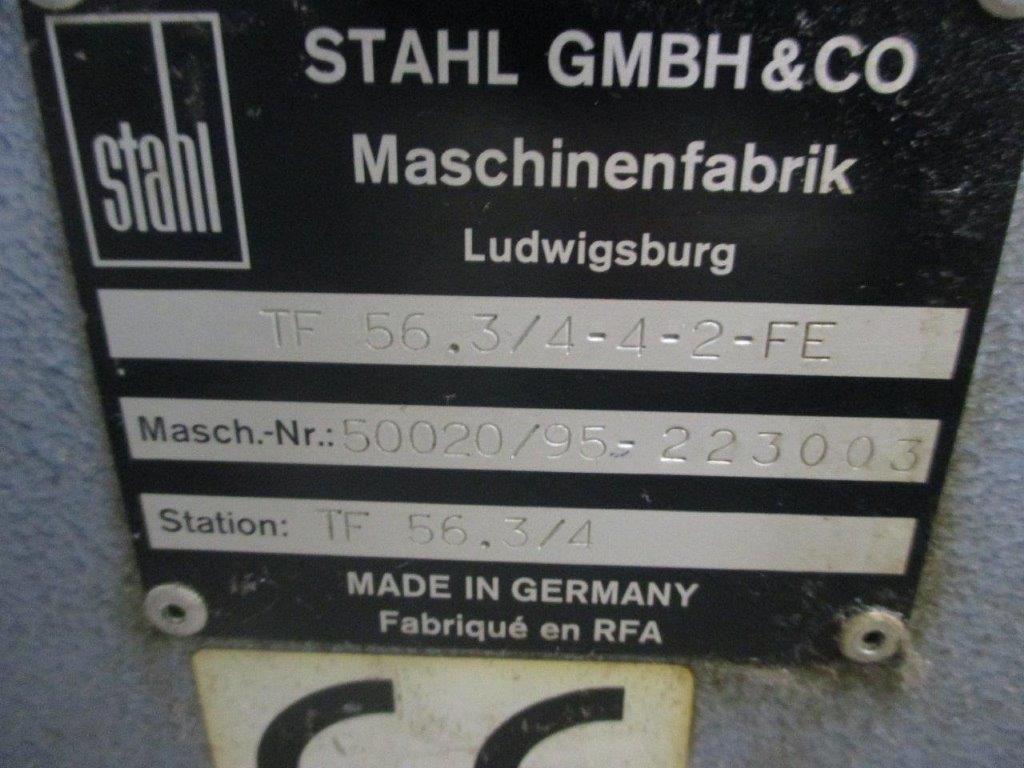 stahl
STAHL GMBH & CO
Maschinenfabrik
Ludwigsburg
TF 56.3/4-4-2-FE
Masch.-Nr.: 50020/95-223003
Station: TF 56.3/4
MADE IN GERMANY
Fabriqué en RFA
CE